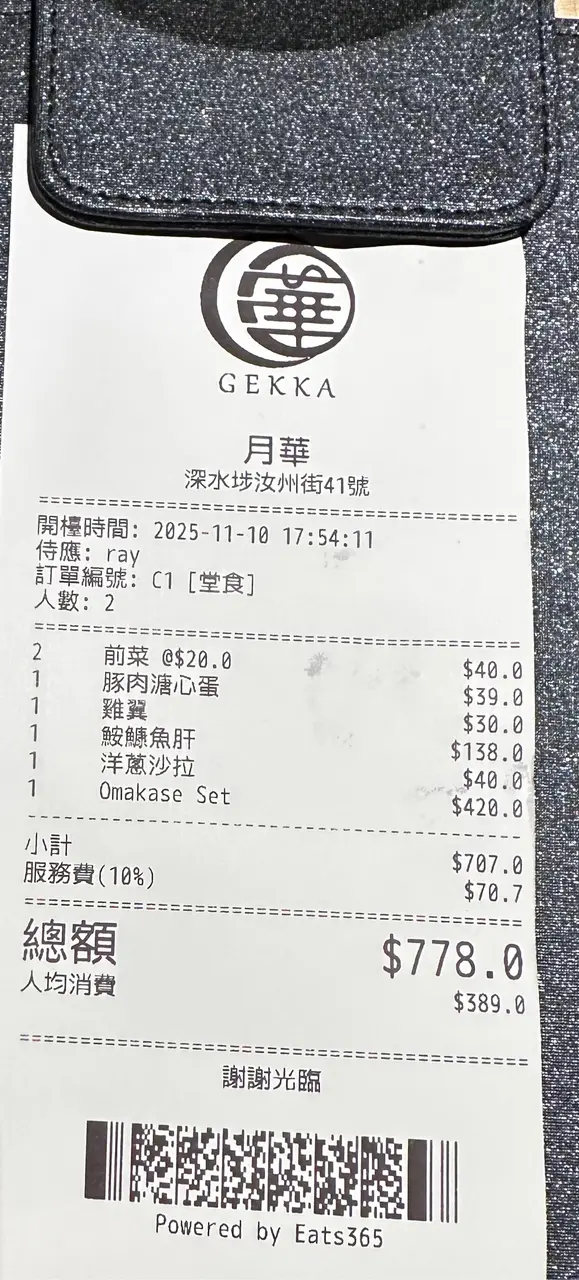 華
GEKKA
月華
深水埗汝州街41號
開檯時間: 2025-11-10 17:54:11
侍應: ray
訂單編號: C1 [堂食]
人數: 2
2 前菜 @$20.0 $40.0
1 豚肉溏心蛋 $39.0
1 雞翼 $30.0
1 鮟鱇魚肝 $138.0
1 洋蔥沙拉 $40.0
1 Omakase Set $420.0
小計 $707.0
服務費(10%) $70.7
總額 $778.0
人均消費 $389.0
謝謝光臨
Powered by Eats365